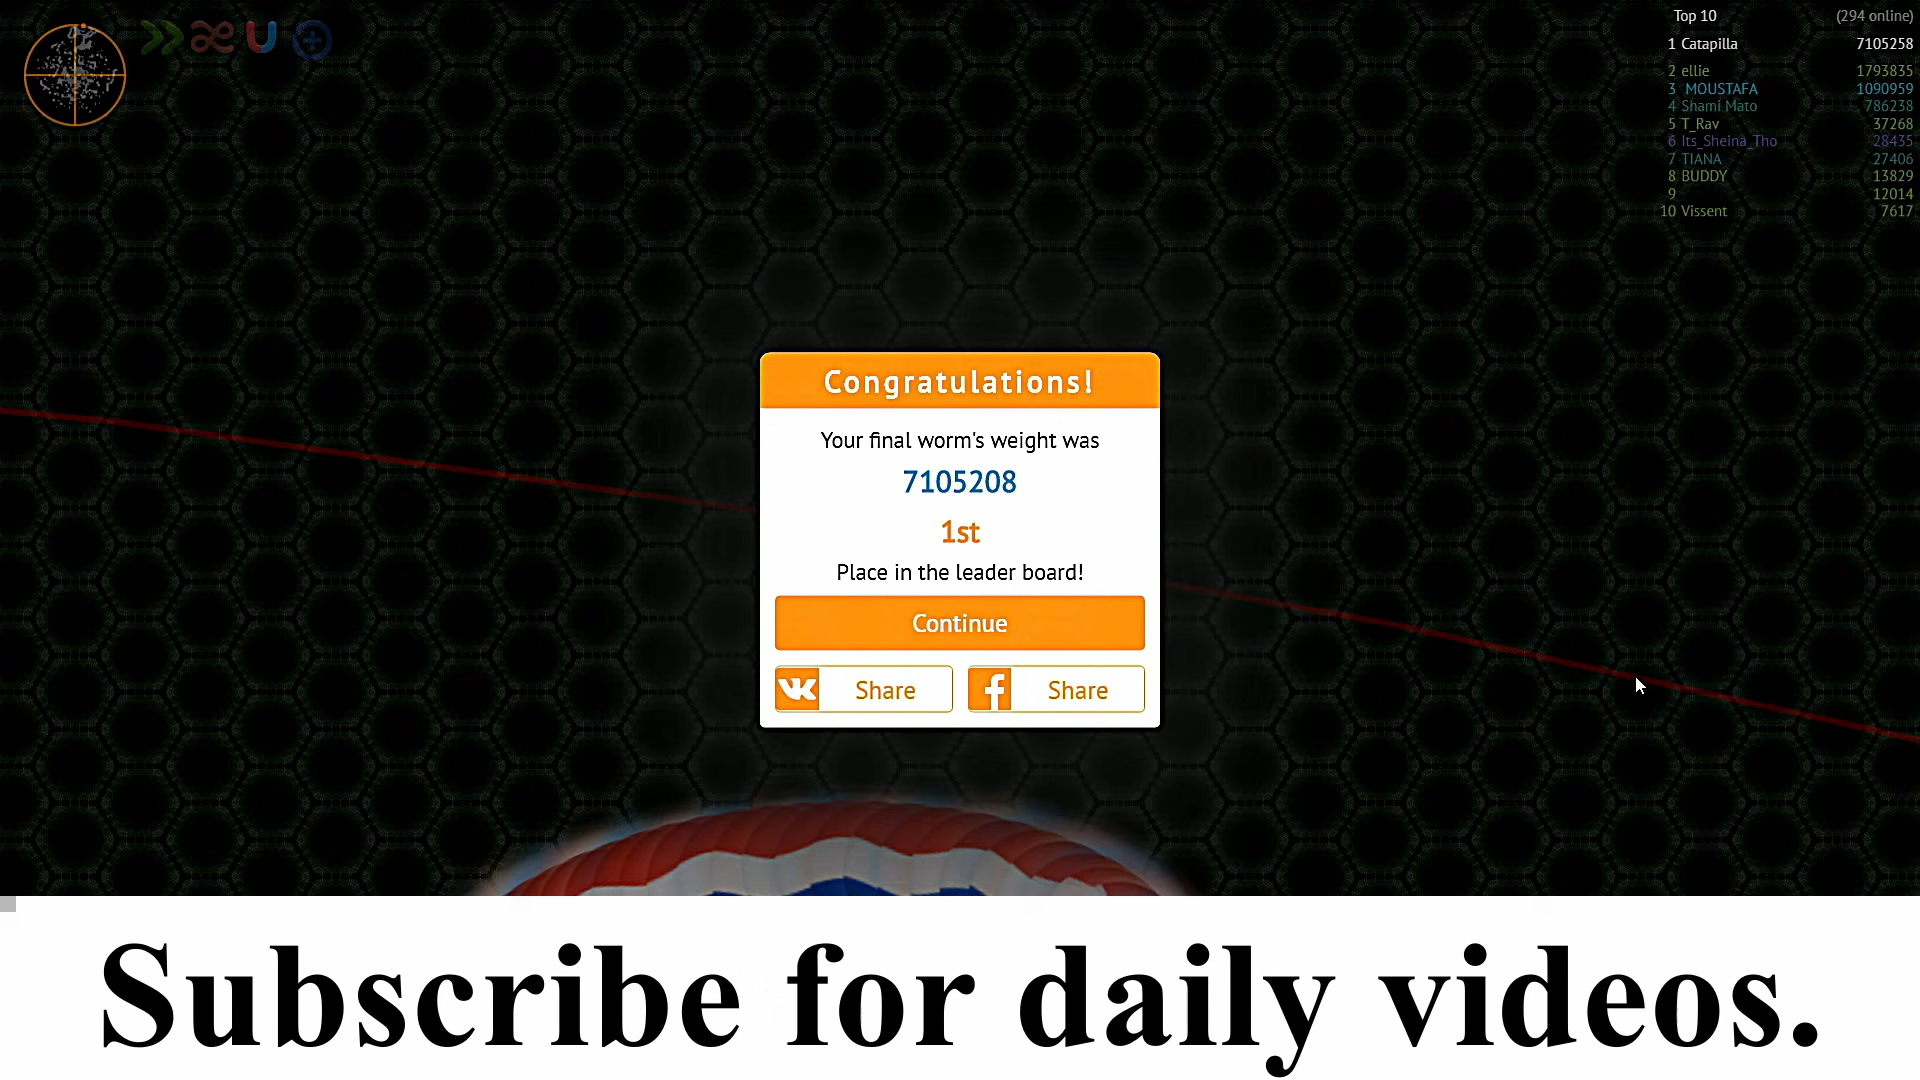 Top 10 (294 online)
1 Catapilla 7105258
2 ellie 1793835
3 MOUSTAFA 1090959
4 Shami Mato 786238
5 T_Rav 37268
6 Its_Sheina_Tho 28435
7 TIANA 27406
8 BUDDY 13829
9 12014
10 Vissent 7617
Congratulations!
Your final worm's weight was
7105208
1st
Place in the leader board!
Continue
Share Share
Subscribe for daily videos.